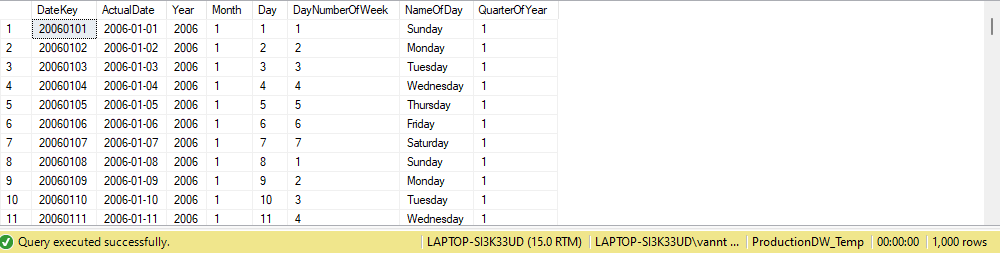 DateKey ActualDate Year Month Day DayNumberOfWeek NameOfDay QuarterOfYear
1 20060101 2006-01-01 2006 1 1 1 Sunday 1
2 20060102 2006-01-02 2006 1 2 2 Monday 1
3 20060103 2006-01-03 2006 1 3 3 Tuesday 1
4 20060104 2006-01-04 2006 1 4 4 Wednesday 1
5 20060105 2006-01-05 2006 1 5 5 Thursday 1
6 20060106 2006-01-06 2006 1 6 6 Friday 1
7 20060107 2006-01-07 2006 1 7 7 Saturday 1
8 20060108 2006-01-08 2006 1 8 1 Sunday 1
9 20060109 2006-01-09 2006 1 9 2 Monday 1
10 20060110 2006-01-10 2006 1 10 3 Tuesday 1
11 20060111 2006-01-11 2006 1 11 4 Wednesday 1
Query executed successfully. LAPTOP-SI3K33UD (15.0 RTM) LAPTOP-SI3K33UD\vannt ... ProductionDW_Temp 00:00:00 1,000 rows